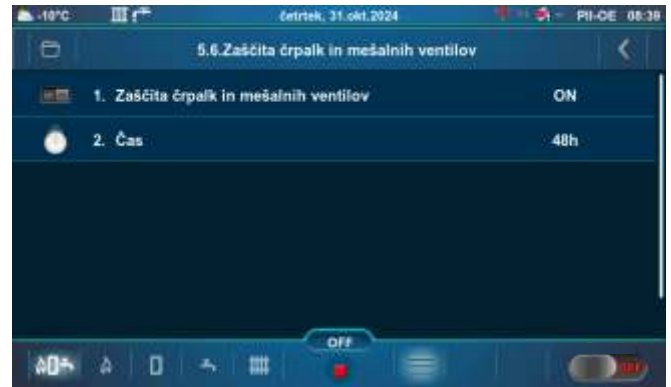 -10°C četrtek, 31.okt.2024 PII-OE 08:39
5.6.Zaščita črpalk in mešalnih ventilov
1. Zaščita črpalk in mešalnih ventilov ON
2. Čas 48h
OFF
OFF